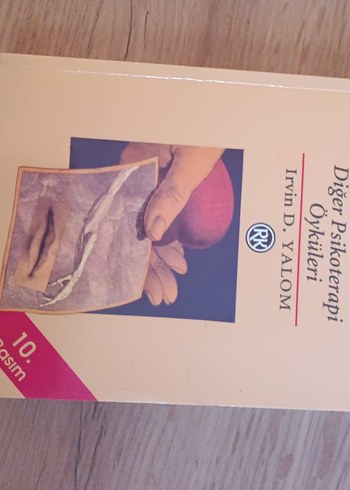 Diğer Psikoterapi
Öyküleri
Irvin D. YALOM
RK
10.
Basım